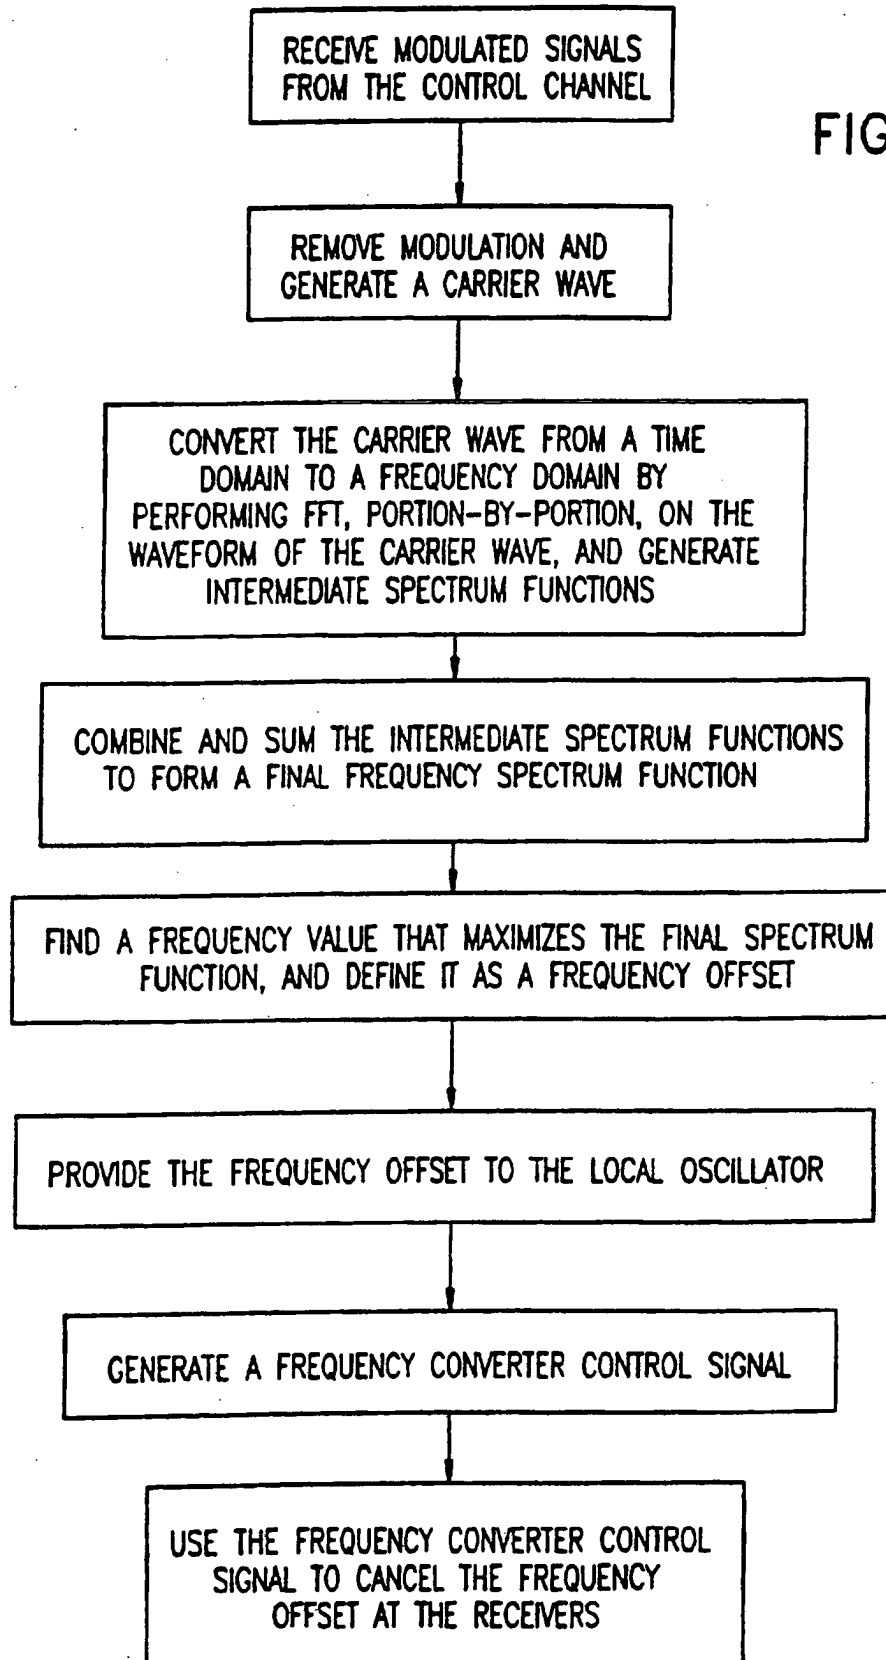 RECEIVE MODULATED SIGNALS
FROM THE CONTROL CHANNEL
FIG
REMOVE MODULATION AND
GENERATE A CARRIER WAVE
CONVERT THE CARRIER WAVE FROM A TIME
DOMAIN TO A FREQUENCY DOMAIN BY
PERFORMING FFT, PORTION-BY-PORTION, ON THE
WAVEFORM OF THE CARRIER WAVE, AND GENERATE
INTERMEDIATE SPECTRUM FUNCTIONS
COMBINE AND SUM THE INTERMEDIATE SPECTRUM FUNCTIONS
TO FORM A FINAL FREQUENCY SPECTRUM FUNCTION
FIND A FREQUENCY VALUE THAT MAXIMIZES THE FINAL SPECTRUM
FUNCTION, AND DEFINE IT AS A FREQUENCY OFFSET
PROVIDE THE FREQUENCY OFFSET TO THE LOCAL OSCILLATOR
GENERATE A FREQUENCY CONVERTER CONTROL SIGNAL
USE THE FREQUENCY CONVERTER CONTROL
SIGNAL TO CANCEL THE FREQUENCY
OFFSET AT THE RECEIVERS